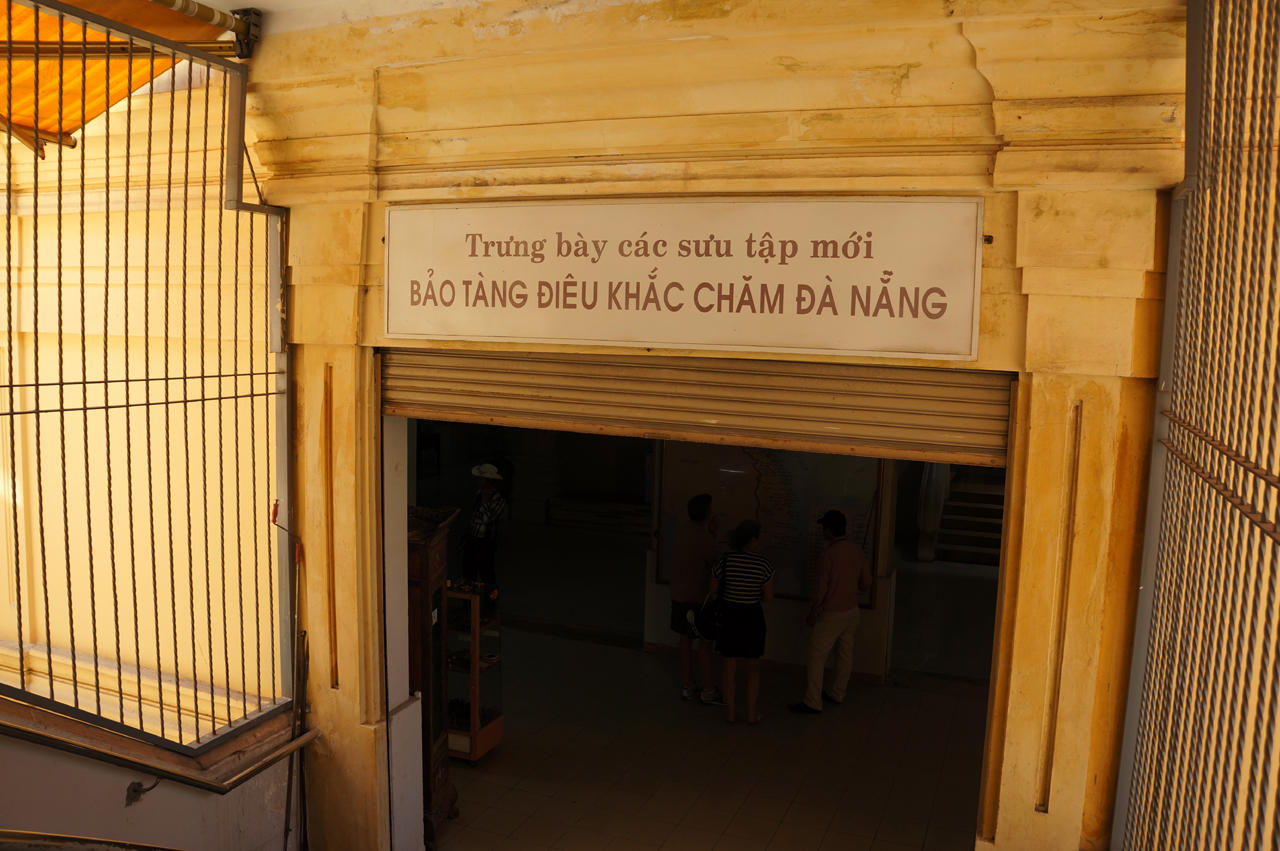 Trưng bày các sưu tập mới
BẢO TÀNG ĐIÊU KHẮC CHĂM ĐÀ NẴNG